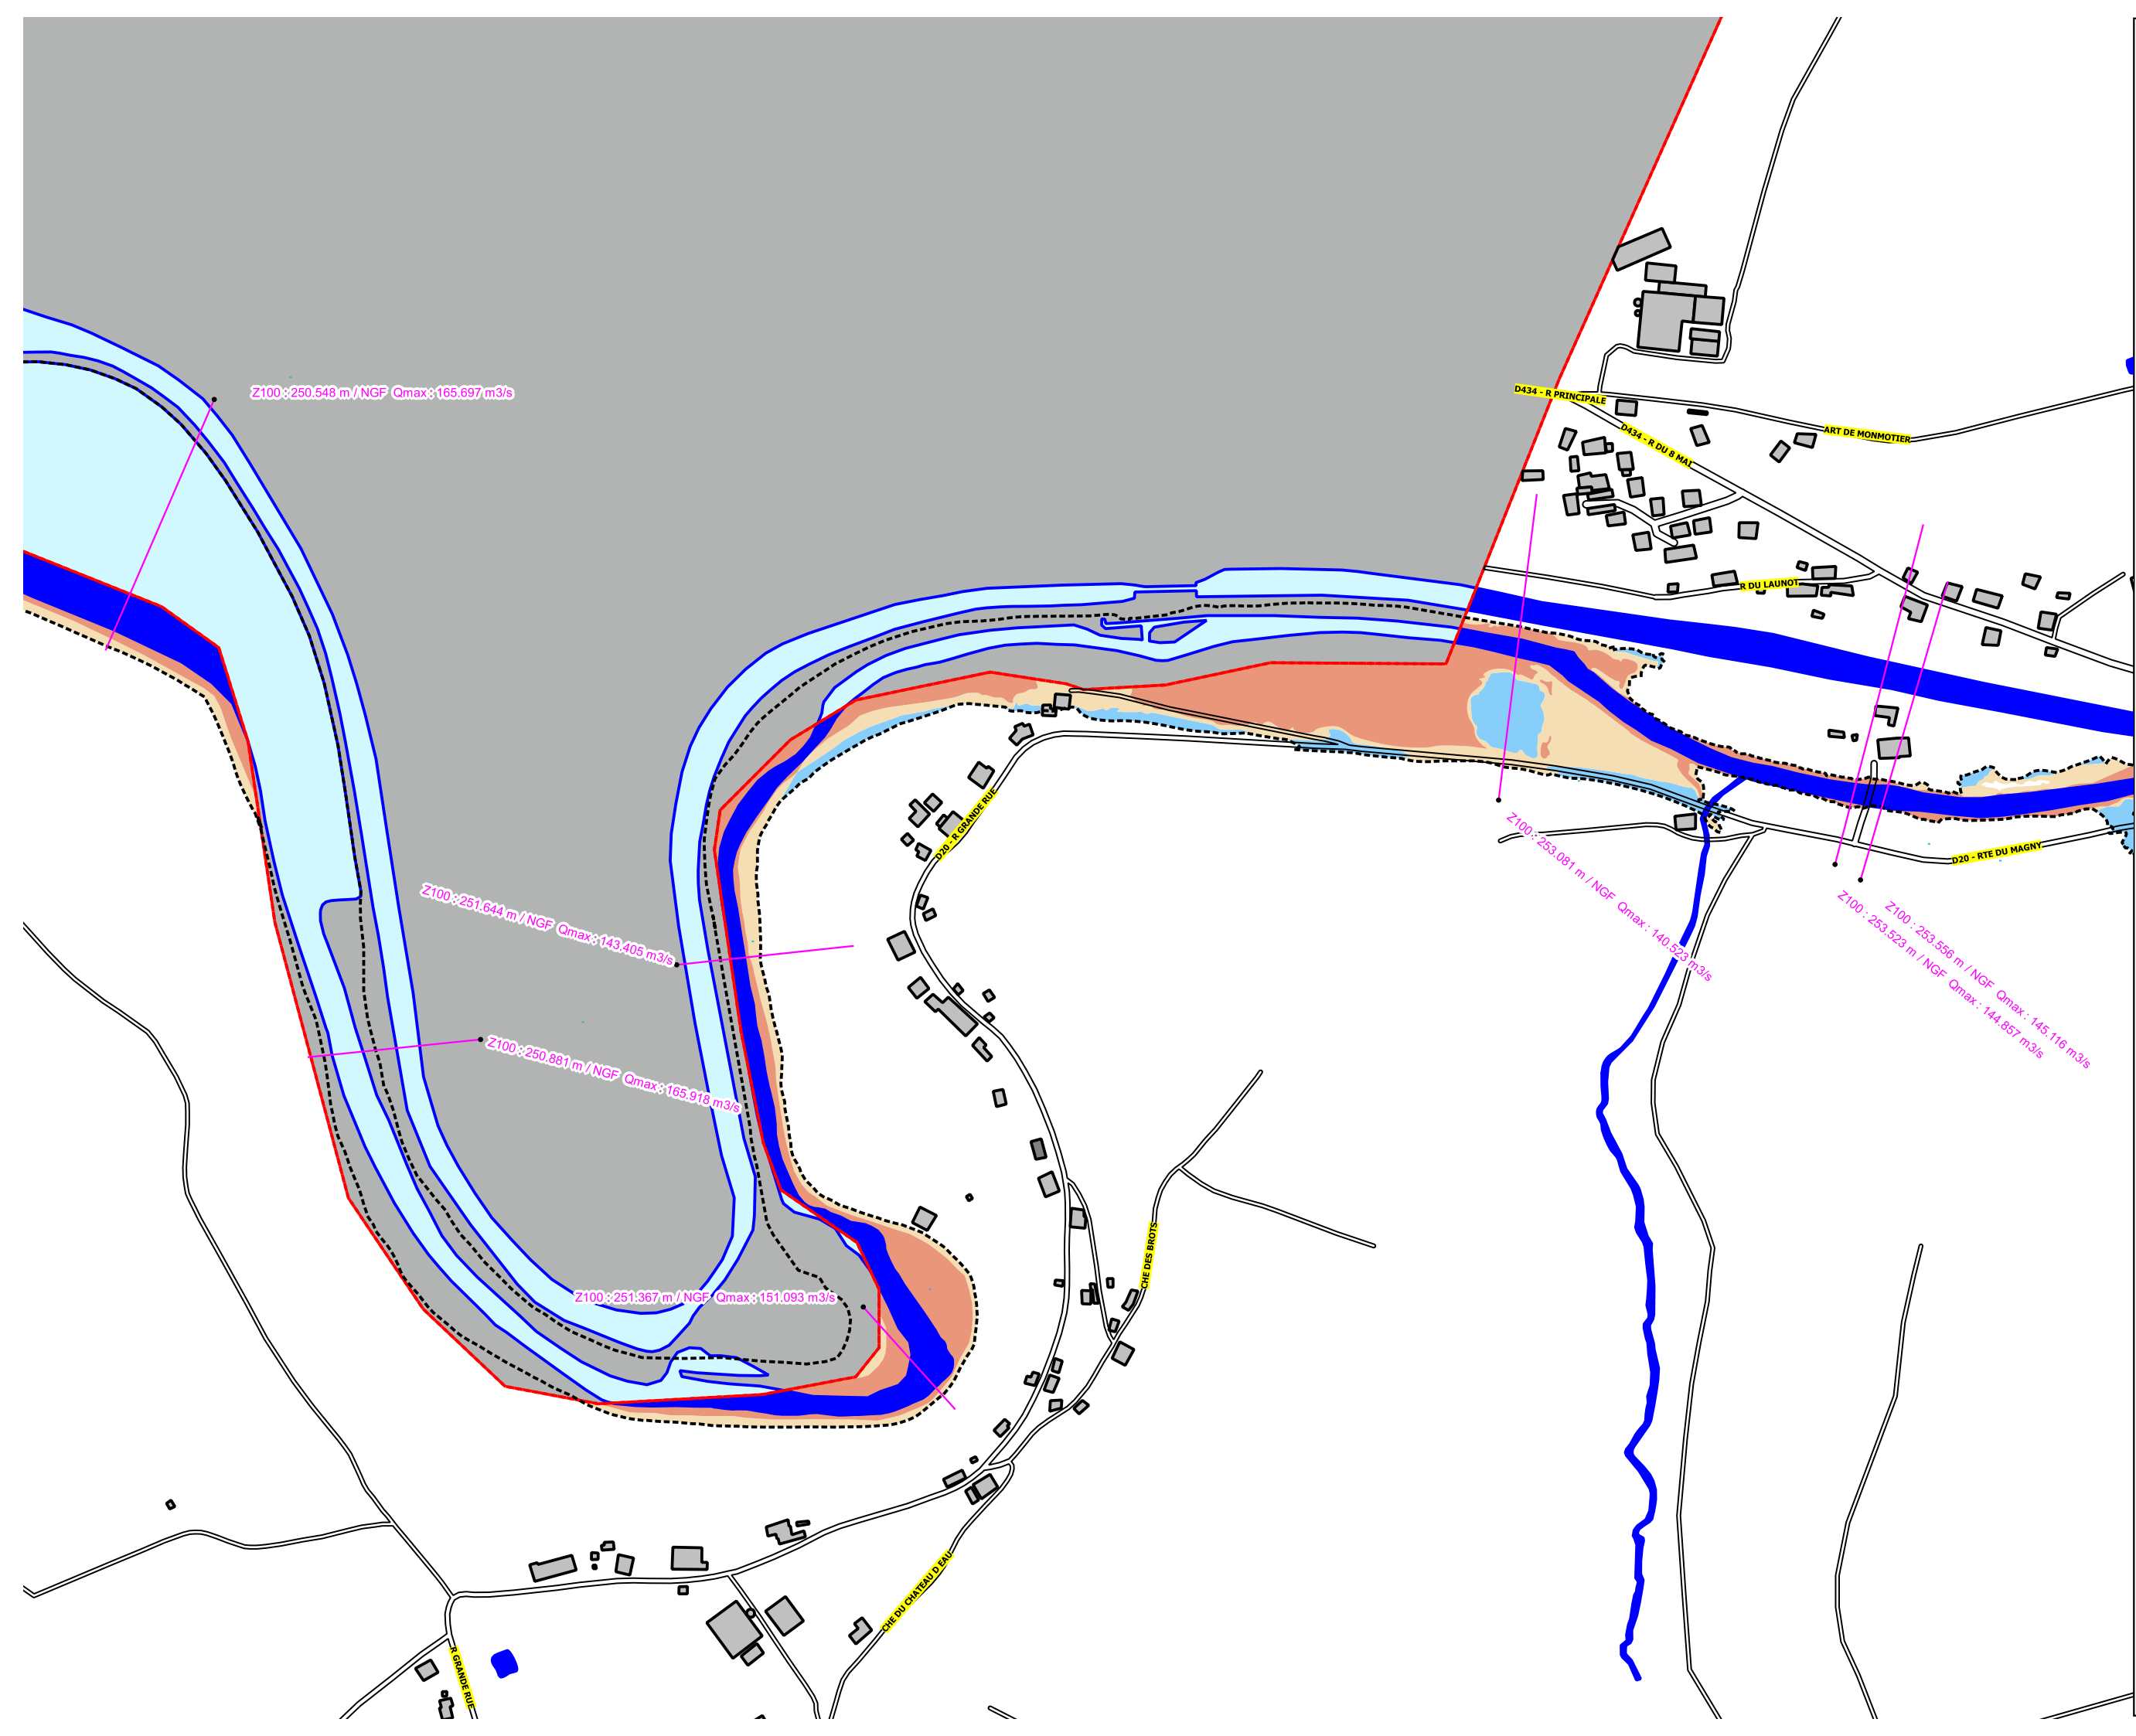 Z100 : 250.548 m / NGF Qmax : 165.697 m3/s
D434 - R PRINCIPALE
D434 - R DU 8 MAI
ART DE MONMOTIER
R DU LAUNOT
D20 - R GRANDE RUE
D20 - RTE DU MAGNY
Z100 : 253.081 m / NGF Qmax : 140.523 m3/s
Z100 : 251.644 m / NGF Qmax : 143.405 m3/s
Z100 : 253.556 m / NGF Qmax : 145.116 m3/s
Z100 : 253.523 m / NGF Qmax : 144.857 m3/s
Z100 : 250.881 m / NGF Qmax : 165.918 m3/s
CHE DES BROTS
Z100 : 251.367 m / NGF Qmax : 151.093 m3/s
CHE DU CHATEAU D EAU
R GRANDE RUE